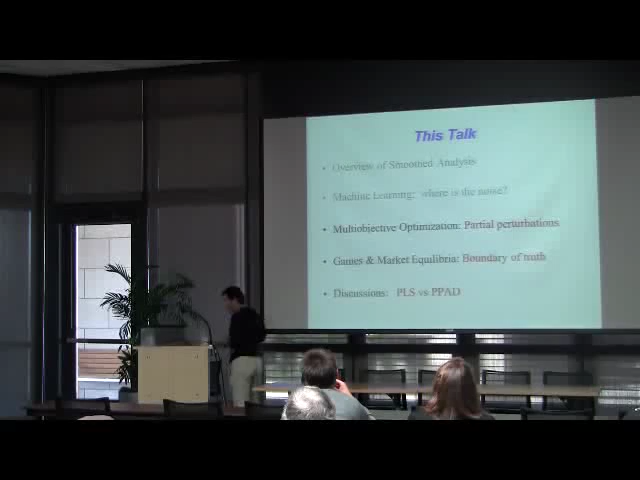 This Talk
• Overview of Smoothed Analysis
• Machine Learning: where is the noise?
• Multiobjective Optimization: Partial perturbations
• Games & Market Equilibria: Boundary of truth
• Discussions: PLS vs PPAD